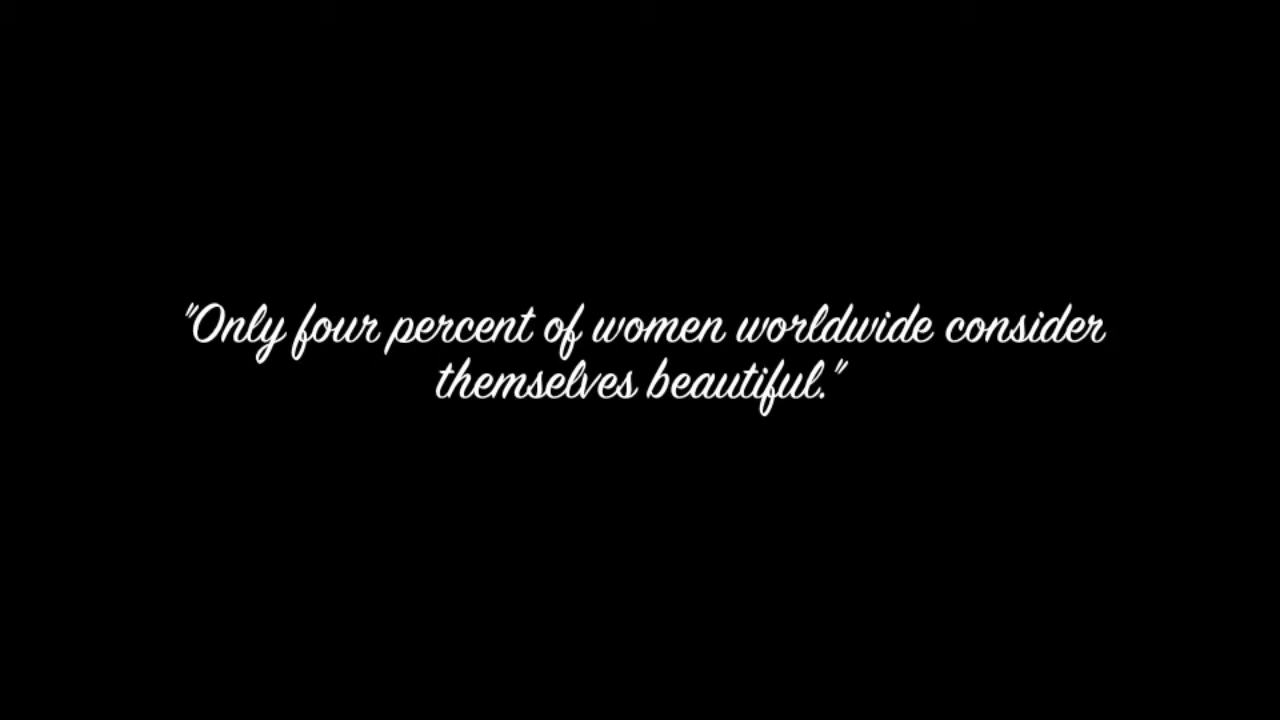 "Only four percent of women worldwide consider
themselves beautiful."